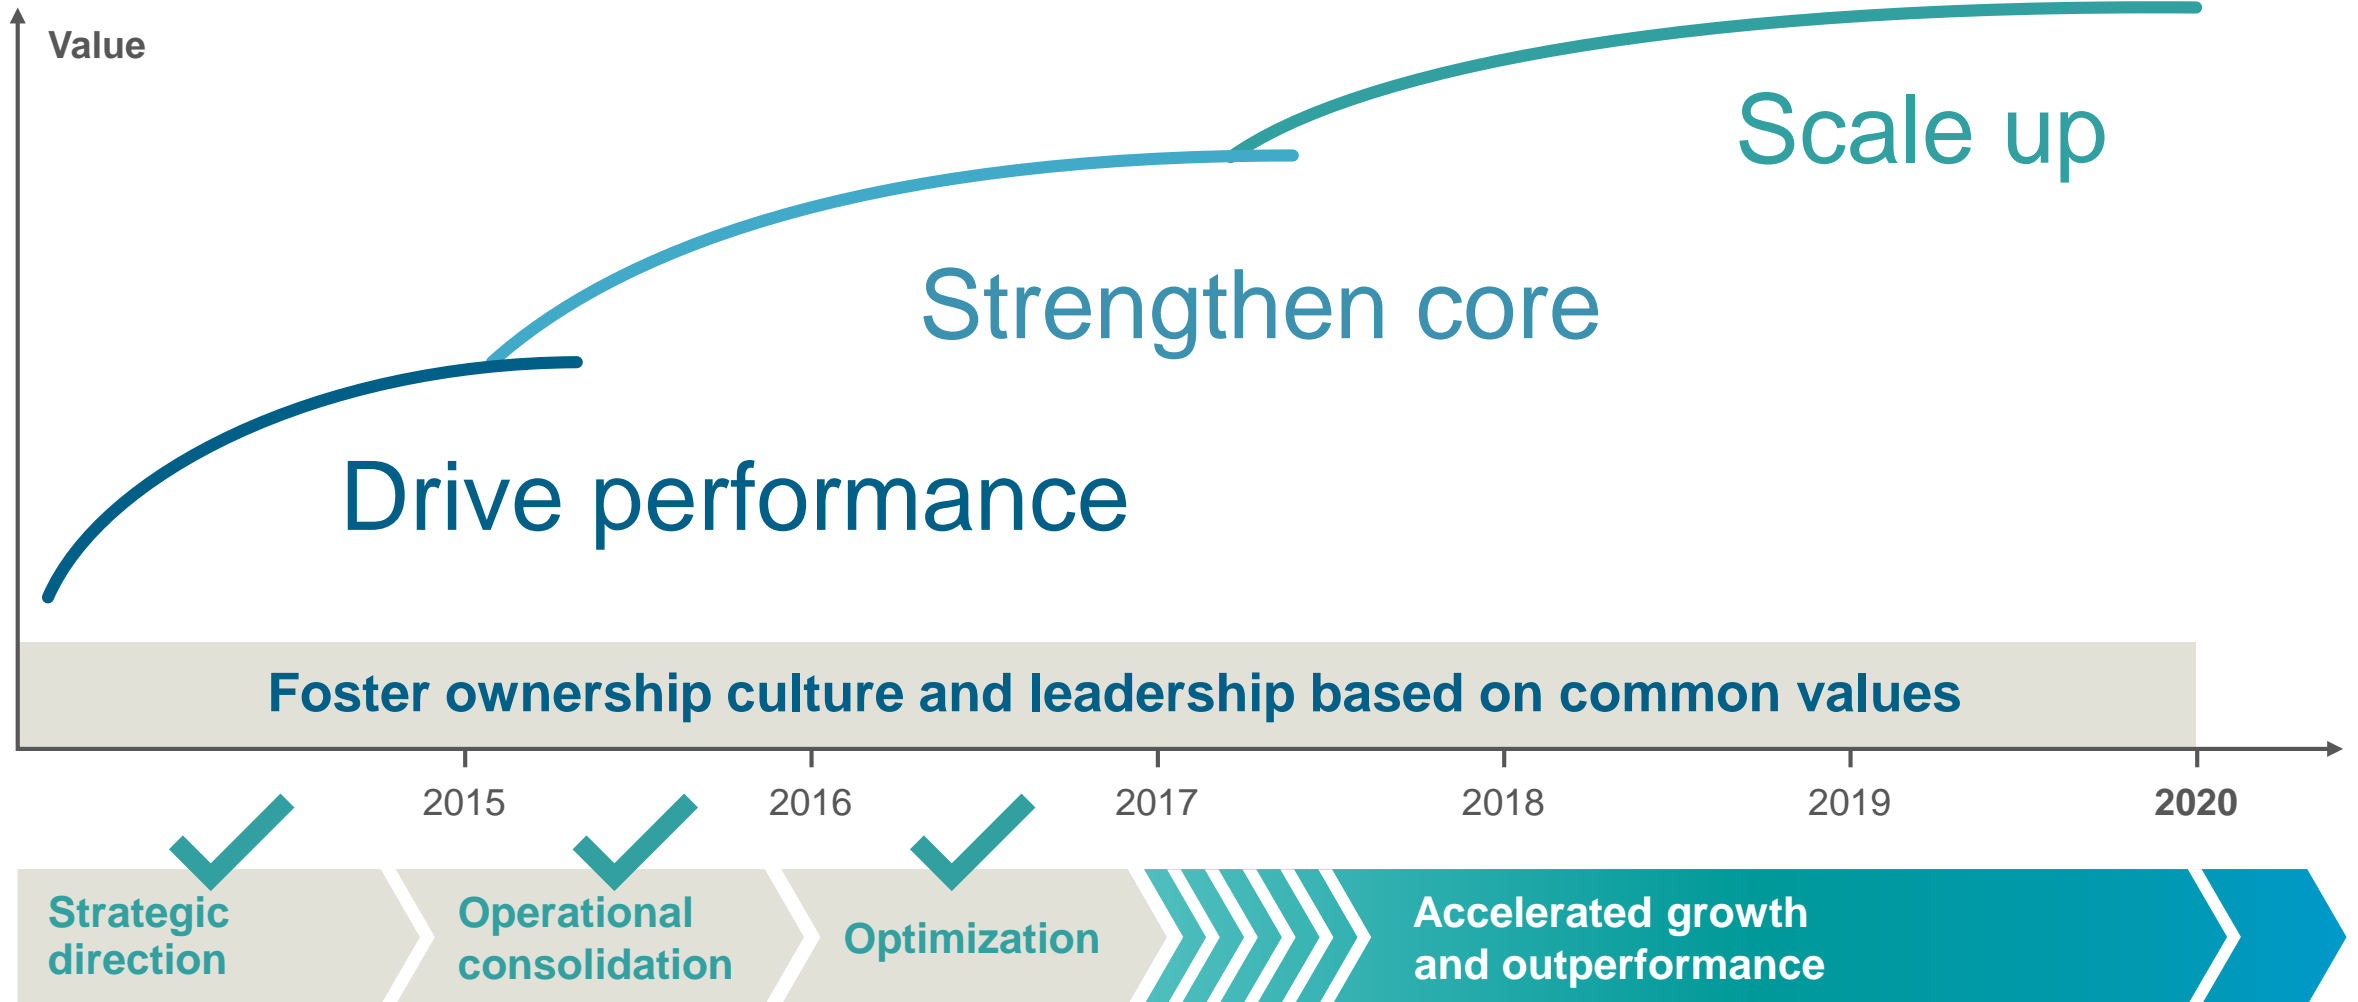 Value
Scale up
Strengthen core
Drive performance
Foster ownership culture and leadership based on common values
2015 2016 2017 2018 2019 2020
Strategic
direction
Operational
consolidation
Optimization
Accelerated growth
and outperformance